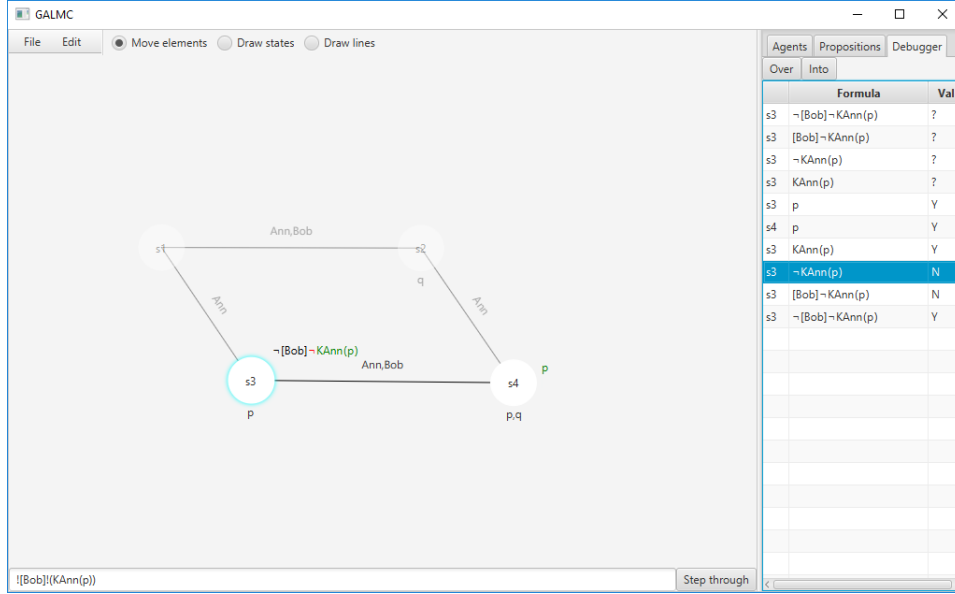 GALMC
File Edit Move elements Draw states Draw lines
Agents Propositions Debugger
Over Into
Formula Val
s3 ¬[Bob]¬KAnn(p) ?
s3 [Bob]¬KAnn(p) ?
s3 ¬KAnn(p) ?
s3 KAnn(p) ?
s3 p Y
s4 p Y
s3 KAnn(p) Y
s3 ¬KAnn(p) N
s3 [Bob]¬KAnn(p) N
s3 ¬[Bob]¬KAnn(p) Y
Ann,Bob
s1 s2
q
Ann Ann
¬[Bob]¬KAnn(p)
Ann,Bob
p
s3 s4
p p,q
![Bob]!(KAnn(p)) Step through